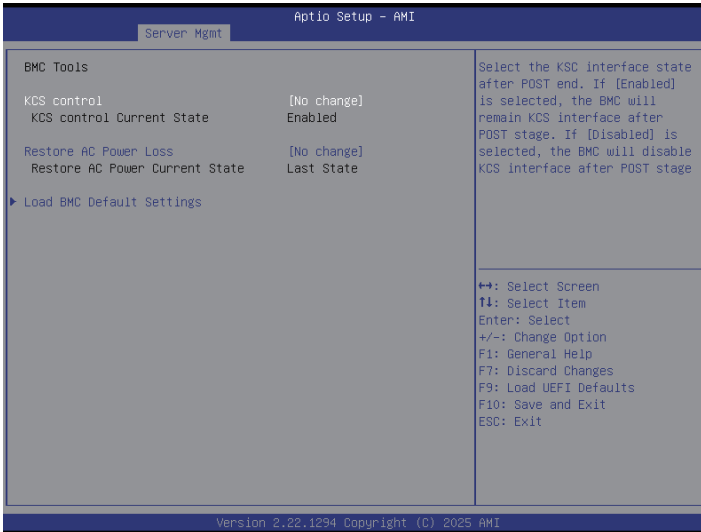 Aptio Setup – AMI
Server Mgmt
BMC Tools
KCS control [No change]
KCS control Current State Enabled
Restore AC Power Loss [No change]
Restore AC Power Current State Last State
Load BMC Default Settings
Select the KSC interface state
after POST end. If [Enabled]
is selected, the BMC will
remain KCS interface after
POST stage. If [Disabled] is
selected, the BMC will disable
KCS interface after POST stage
↔: Select Screen
↑↓: Select Item
Enter: Select
+/-: Change Option
F1: General Help
F7: Discard Changes
F9: Load UEFI Defaults
F10: Save and Exit
ESC: Exit
Version 2.22.1294 Copyright (C) 2025 AMI